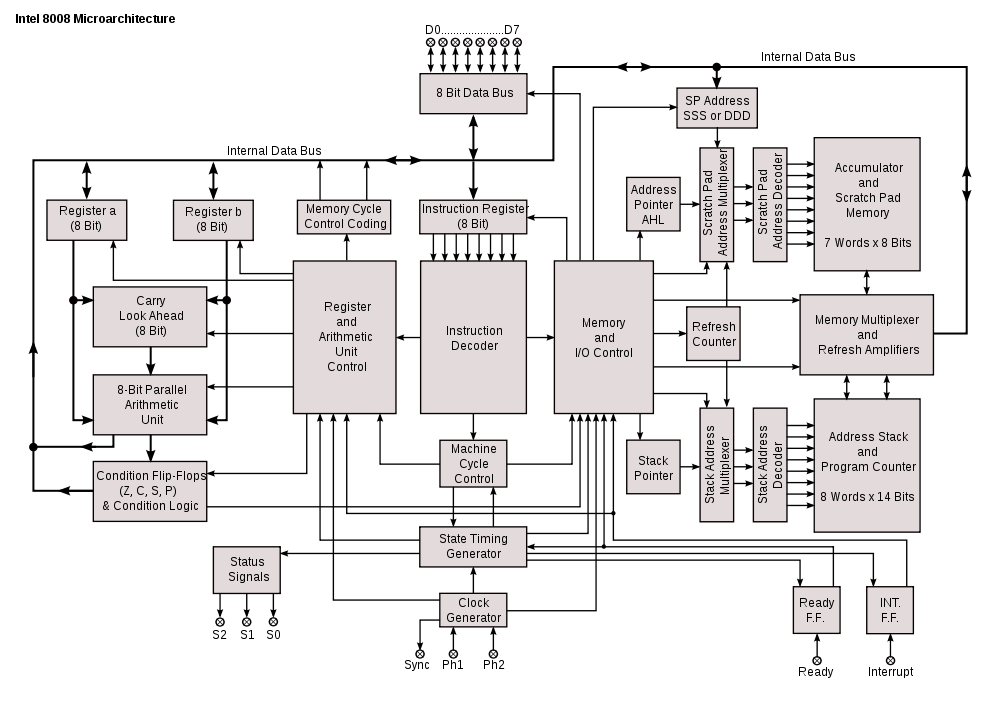 Intel 8008 Microarchitecture
D0.....................D7
8 Bit Data Bus
Internal Data Bus
SP Address
SSS or DDD
Internal Data Bus
Register a
(8 Bit)
Register b
(8 Bit)
Memory Cycle
Control Coding
Instruction Register
(8 Bit)
Address
Pointer
AHL
Scratch Pad
Address Multiplexer
Scratch Pad
Address Decoder
Accumulator
and
Scratch Pad
Memory
7 Words x 8 Bits
Carry
Look Ahead
(8 Bit)
Register
and
Arithmetic
Unit
Control
Instruction
Decoder
Memory
and
I/O Control
Refresh
Counter
Memory Multiplexer
and
Refresh Amplifiers
8-Bit Parallel
Arithmetic
Unit
Condition Flip-Flops
(Z, C, S, P)
& Condition Logic
Machine
Cycle
Control
Stack
Pointer
Stack Address
Multiplexer
Stack Address
Decoder
Address Stack
and
Program Counter
8 Words x 14 Bits
State Timing
Generator
Status
Signals
S2
S1
S0
Clock
Generator
Sync
Ph1
Ph2
Ready
F.F.
INT.
F.F.
Ready
Interrupt